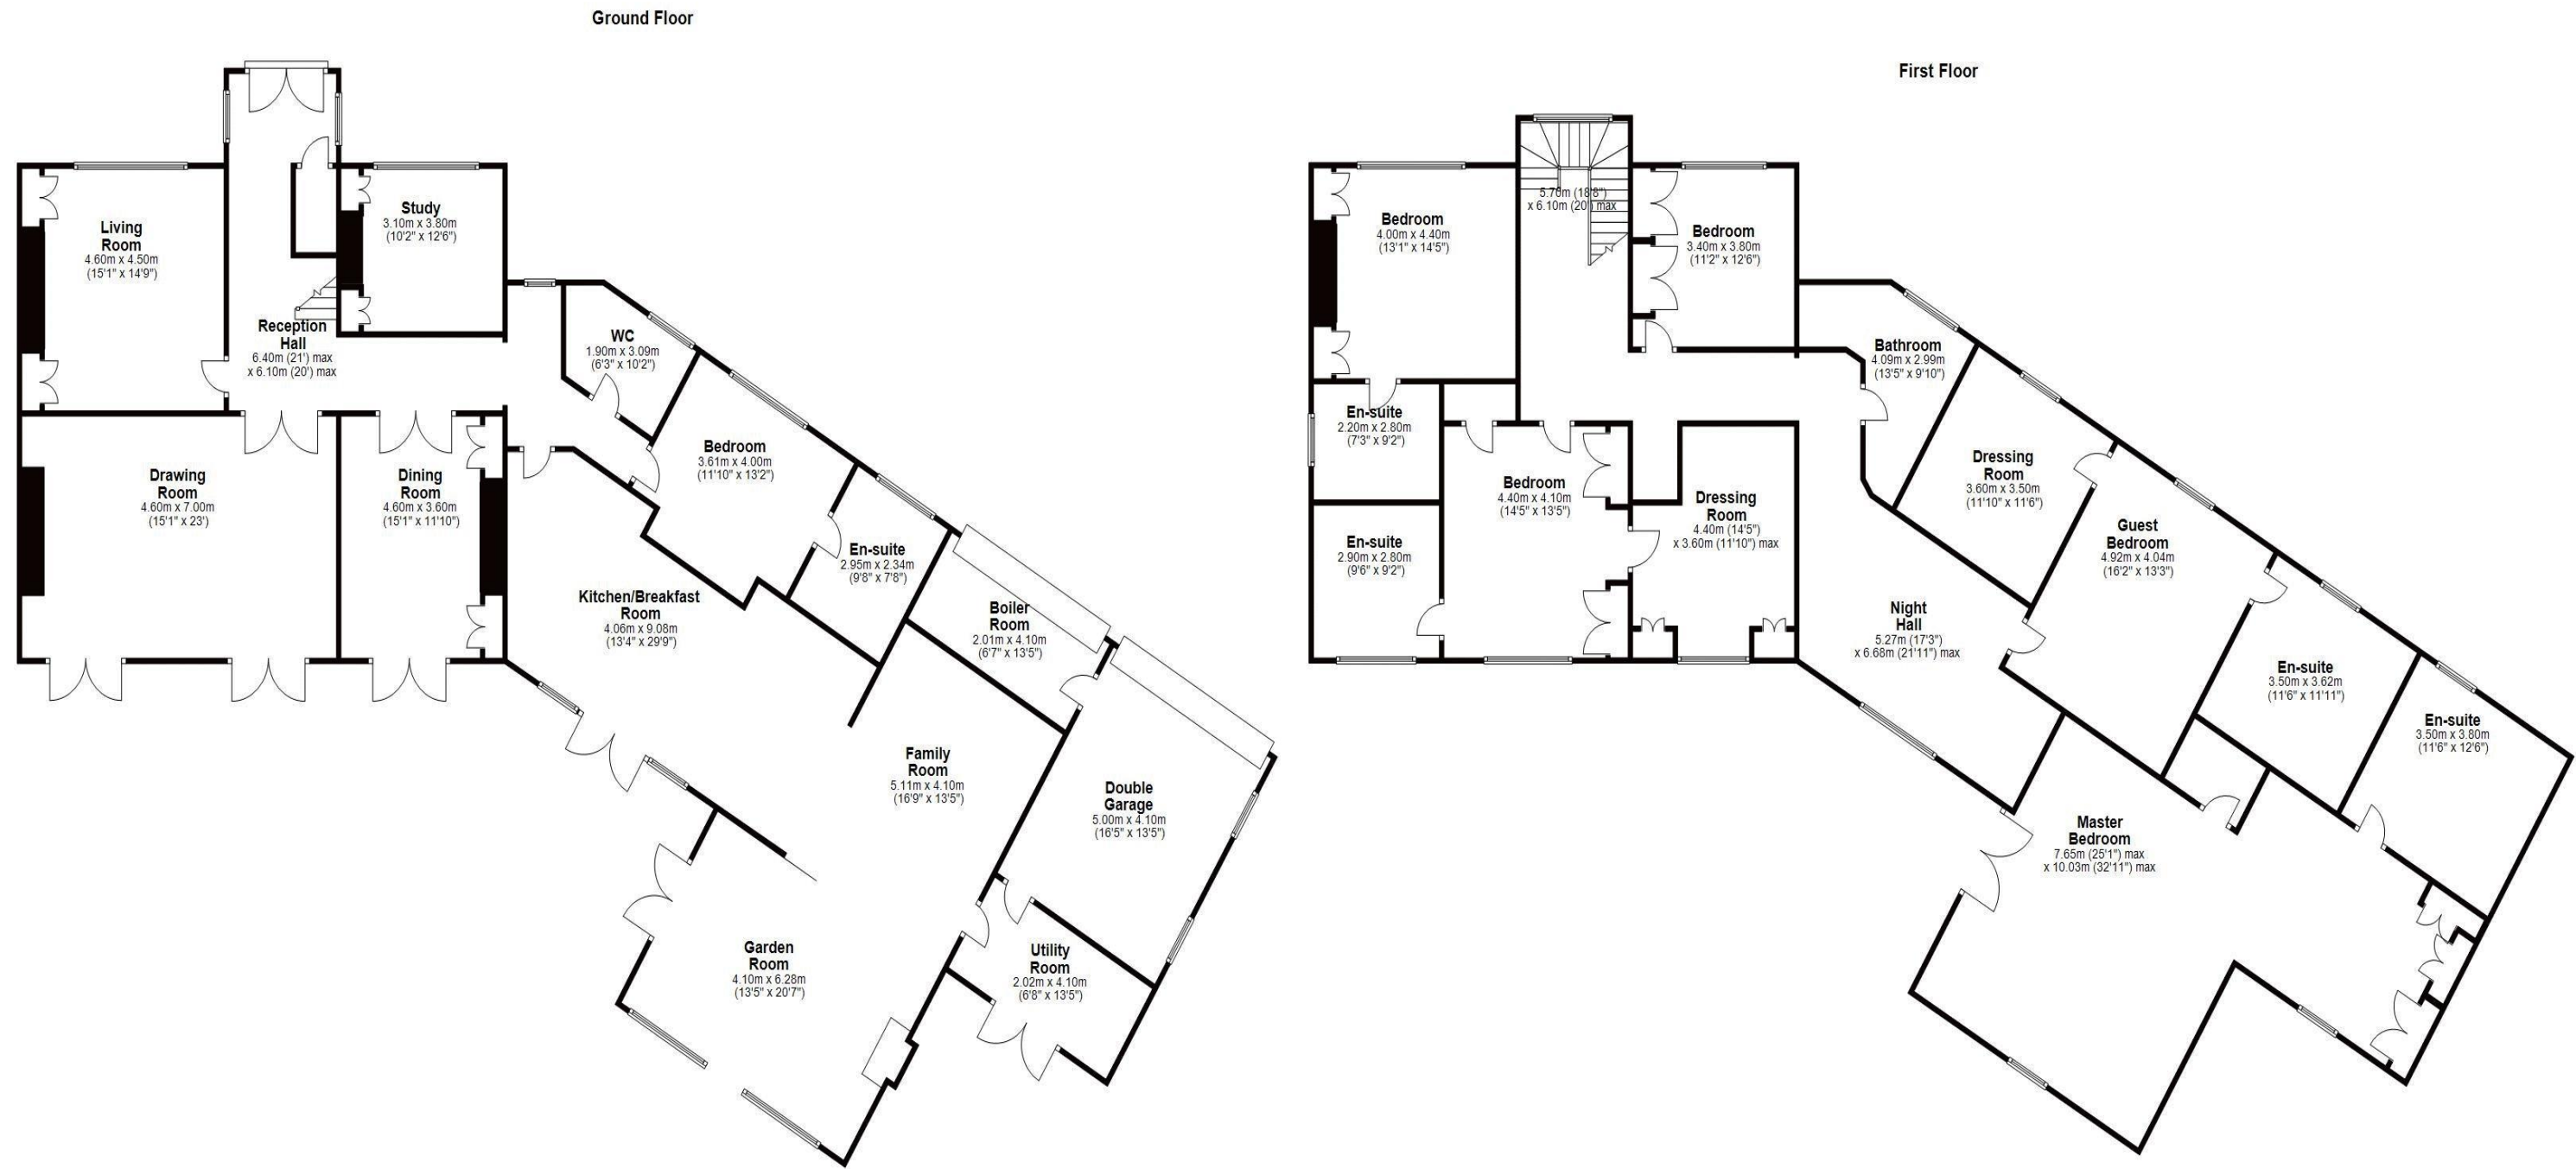 Ground Floor
Living
Room
4.60m x 4.50m
(15'1" x 14'9")
Study
3.10m x 3.80m
(10'2" x 12'6")
Reception
Hall
6.40m (21') max
x 6.10m (20') max
WC
1.90m x 3.09m
(6'3" x 10'2")
Drawing
Room
4.60m x 7.00m
(15'1" x 23')
Dining
Room
4.60m x 3.60m
(15'1" x 11'10")
Bedroom
3.61m x 4.00m
(11'10" x 13'2")
En-suite
2.95m x 2.34m
(9'8" x 7'8")
Kitchen/Breakfast
Room
4.06m x 9.08m
(13'4" x 29'9")
Boiler
Room
2.01m x 4.10m
(6'7" x 13'5")
Family
Room
5.11m x 4.10m
(16'9" x 13'5")
Double
Garage
5.00m x 4.10m
(16'5" x 13'5")
Garden
Room
4.10m x 6.28m
(13'5" x 20'7")
Utility
Room
2.02m x 4.10m
(6'8" x 13'5")
First Floor
Bedroom
4.00m x 4.40m
(13'1" x 14'5")
5.70m (18'8")
x 6.10m (20') max
Bedroom
3.40m x 3.80m
(11'2" x 12'6")
Bathroom
4.09m x 2.99m
(13'5" x 9'10")
En-suite
2.20m x 2.80m
(7'3" x 9'2")
Bedroom
4.40m x 4.10m
(14'5" x 13'5")
Dressing
Room
4.40m (14'5")
x 3.60m (11'10") max
Dressing
Room
3.60m x 3.50m
(11'10" x 11'6")
Guest
Bedroom
4.92m x 4.04m
(16'2" x 13'3")
En-suite
2.90m x 2.80m
(9'6" x 9'2")
Night
Hall
5.27m (17'3")
x 6.68m (21'11") max
En-suite
3.50m x 3.62m
(11'6" x 11'11")
En-suite
3.50m x 3.80m
(11'6" x 12'6")
Master
Bedroom
7.65m (25'1") max
x 10.03m (32'11") max